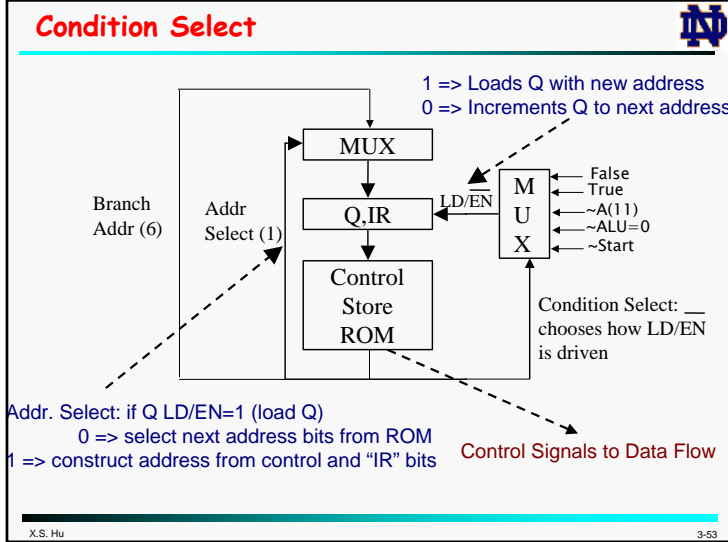 Condition Select
ND
1 => Loads Q with new address
0 => Increments Q to next address
MUX
Branch
Addr (6)
Addr
Select (1)
Q,IR
LD/EN
M
U
X
False
True
~A(11)
~ALU=0
~Start
Control
Store
ROM
Condition Select: __
chooses how LD/EN
is driven
Addr. Select: if Q LD/EN=1 (load Q)
0 => select next address bits from ROM
1 => construct address from control and “IR” bits
Control Signals to Data Flow
X.S. Hu
3-53